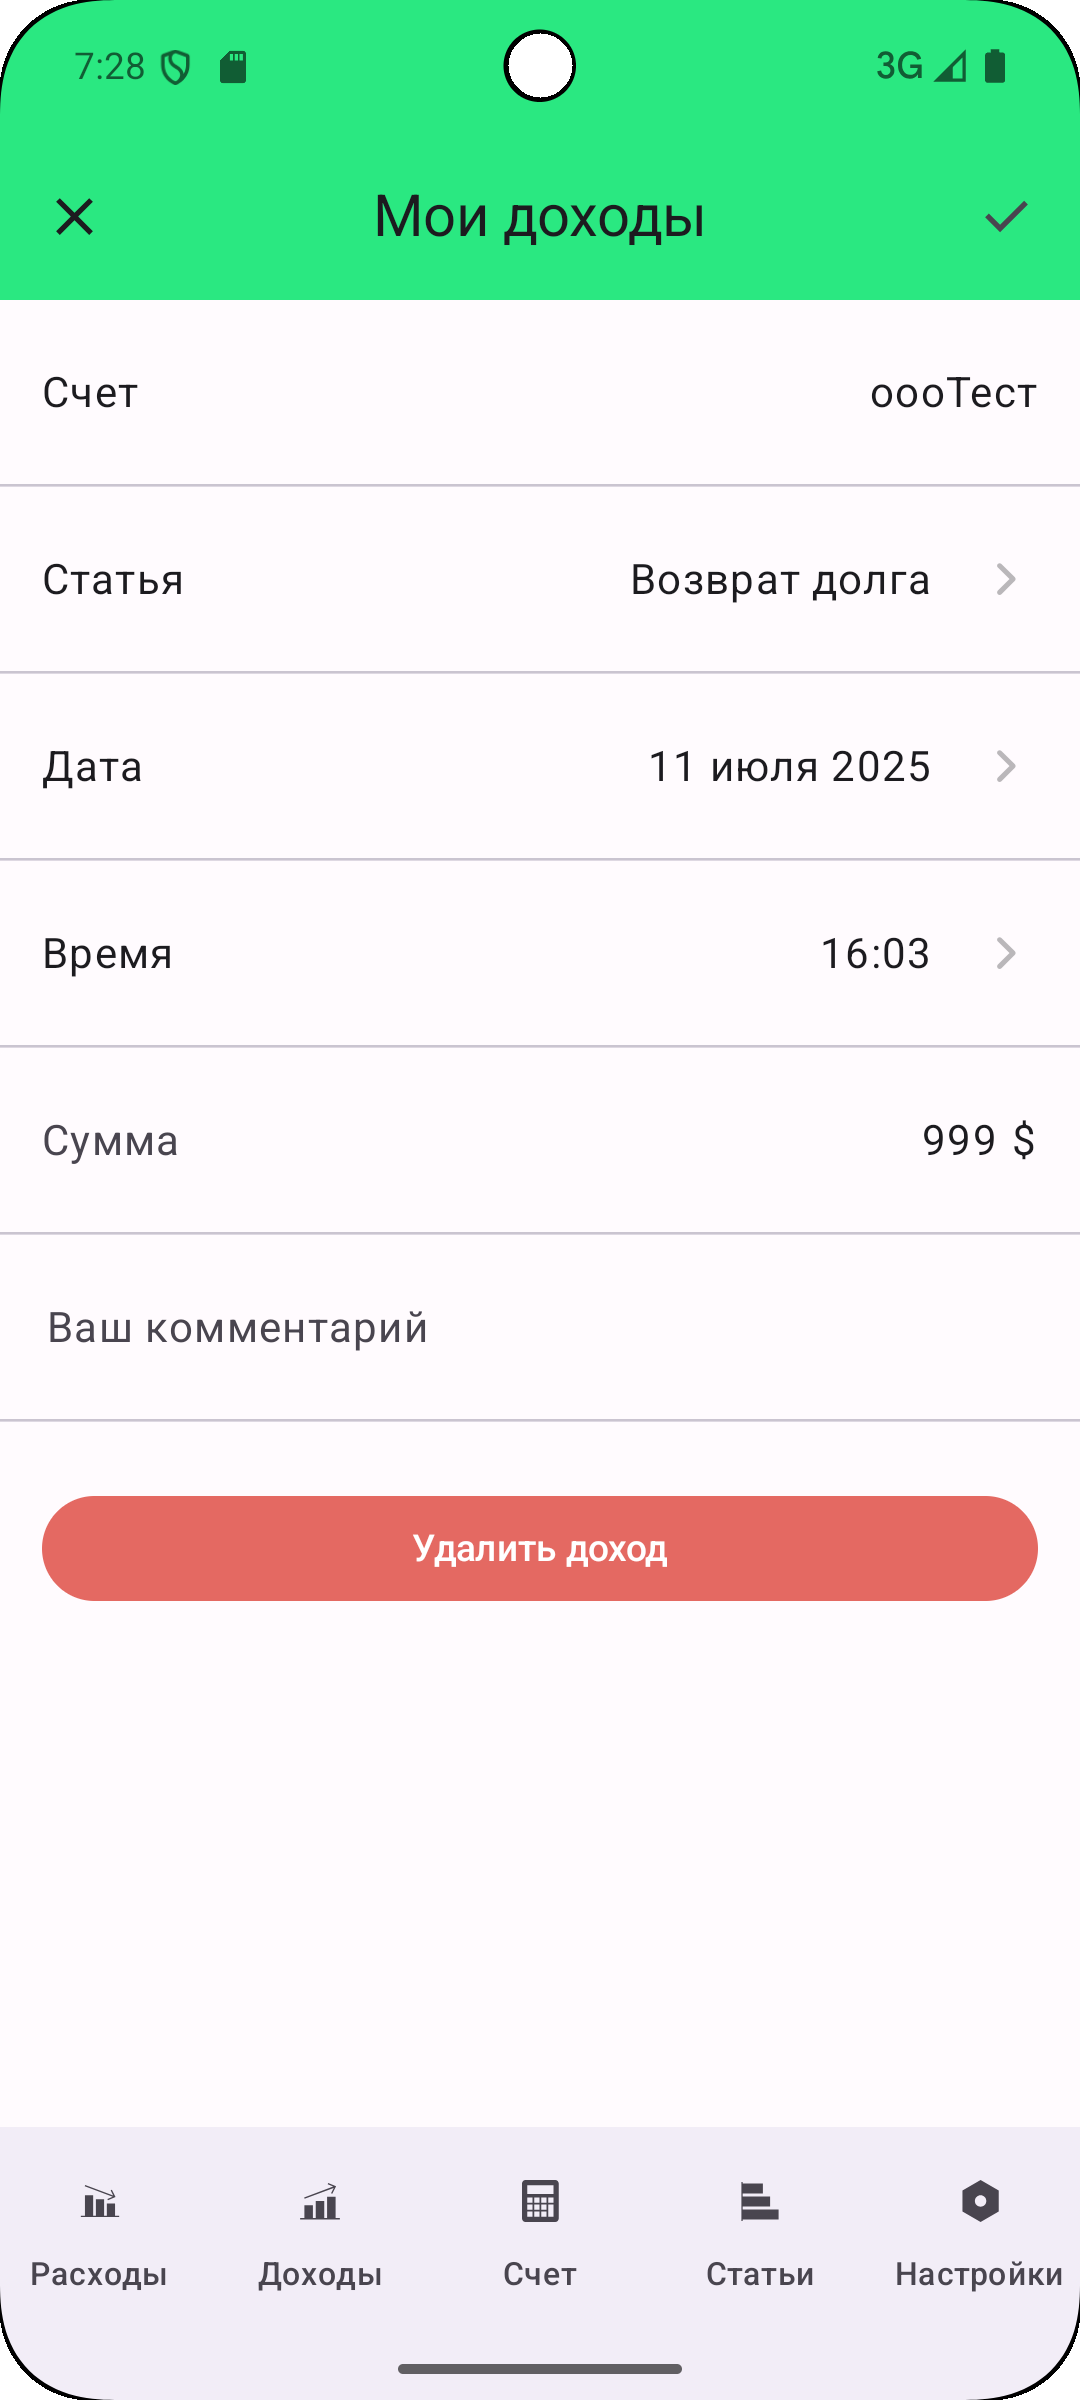 7:28
3G
Мои доходы
Счет
оооТест
Статья
Возврат долга
Дата
11 июля 2025
Время
16:03
Сумма
999 $
Ваш комментарий
Удалить доход
Расходы
Доходы
Счет
Статьи
Настройки